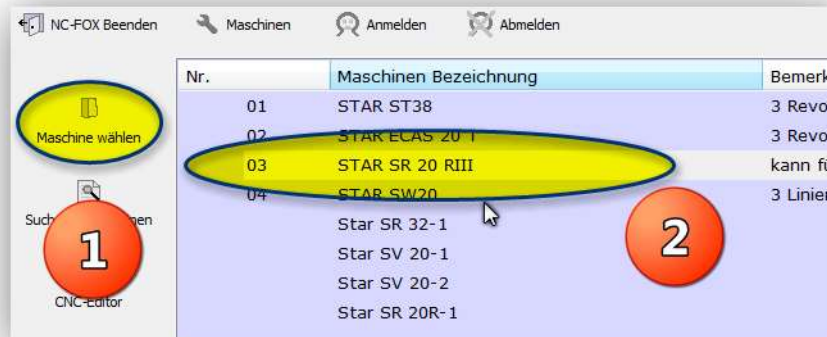 NC-FOX Beenden Maschinen Anmelden Abmelden
Nr. Maschinen Bezeichnung
Maschine wählen
01 STAR ST38 3 Revo
02 STAR ECAS 20 T 3 Revo
03 STAR SR 20 RIII kann
04 STAR SW20 3 Linie
Star SR 32-1
Star SV 20-1
Star SV 20-2
Star SR 20R-1
1
2
CNC-Editor